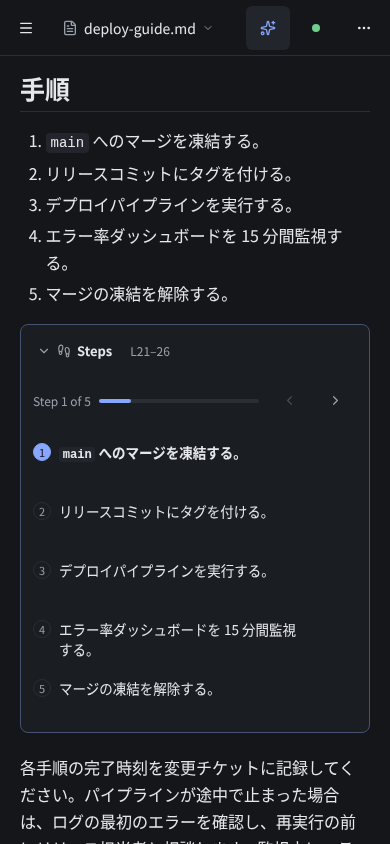 deploy-guide.md
手順
1. main へのマージを凍結する。
2. リリースコミットにタグを付ける。
3. デプロイパイプラインを実行する。
4. エラー率ダッシュボードを 15 分間監視す
る。
5. マージの凍結を解除する。
Steps L21–26
Step 1 of 5
1 main へのマージを凍結する。
2 リリースコミットにタグを付ける。
3 デプロイパイプラインを実行する。
4 エラー率ダッシュボードを 15 分間監視
する。
5 マージの凍結を解除する。
各手順の完了時刻を変更チケットに記録してく
ださい。パイプラインが途中で止まった場合
は、ログの最初のエラーを確認し、再実行の前